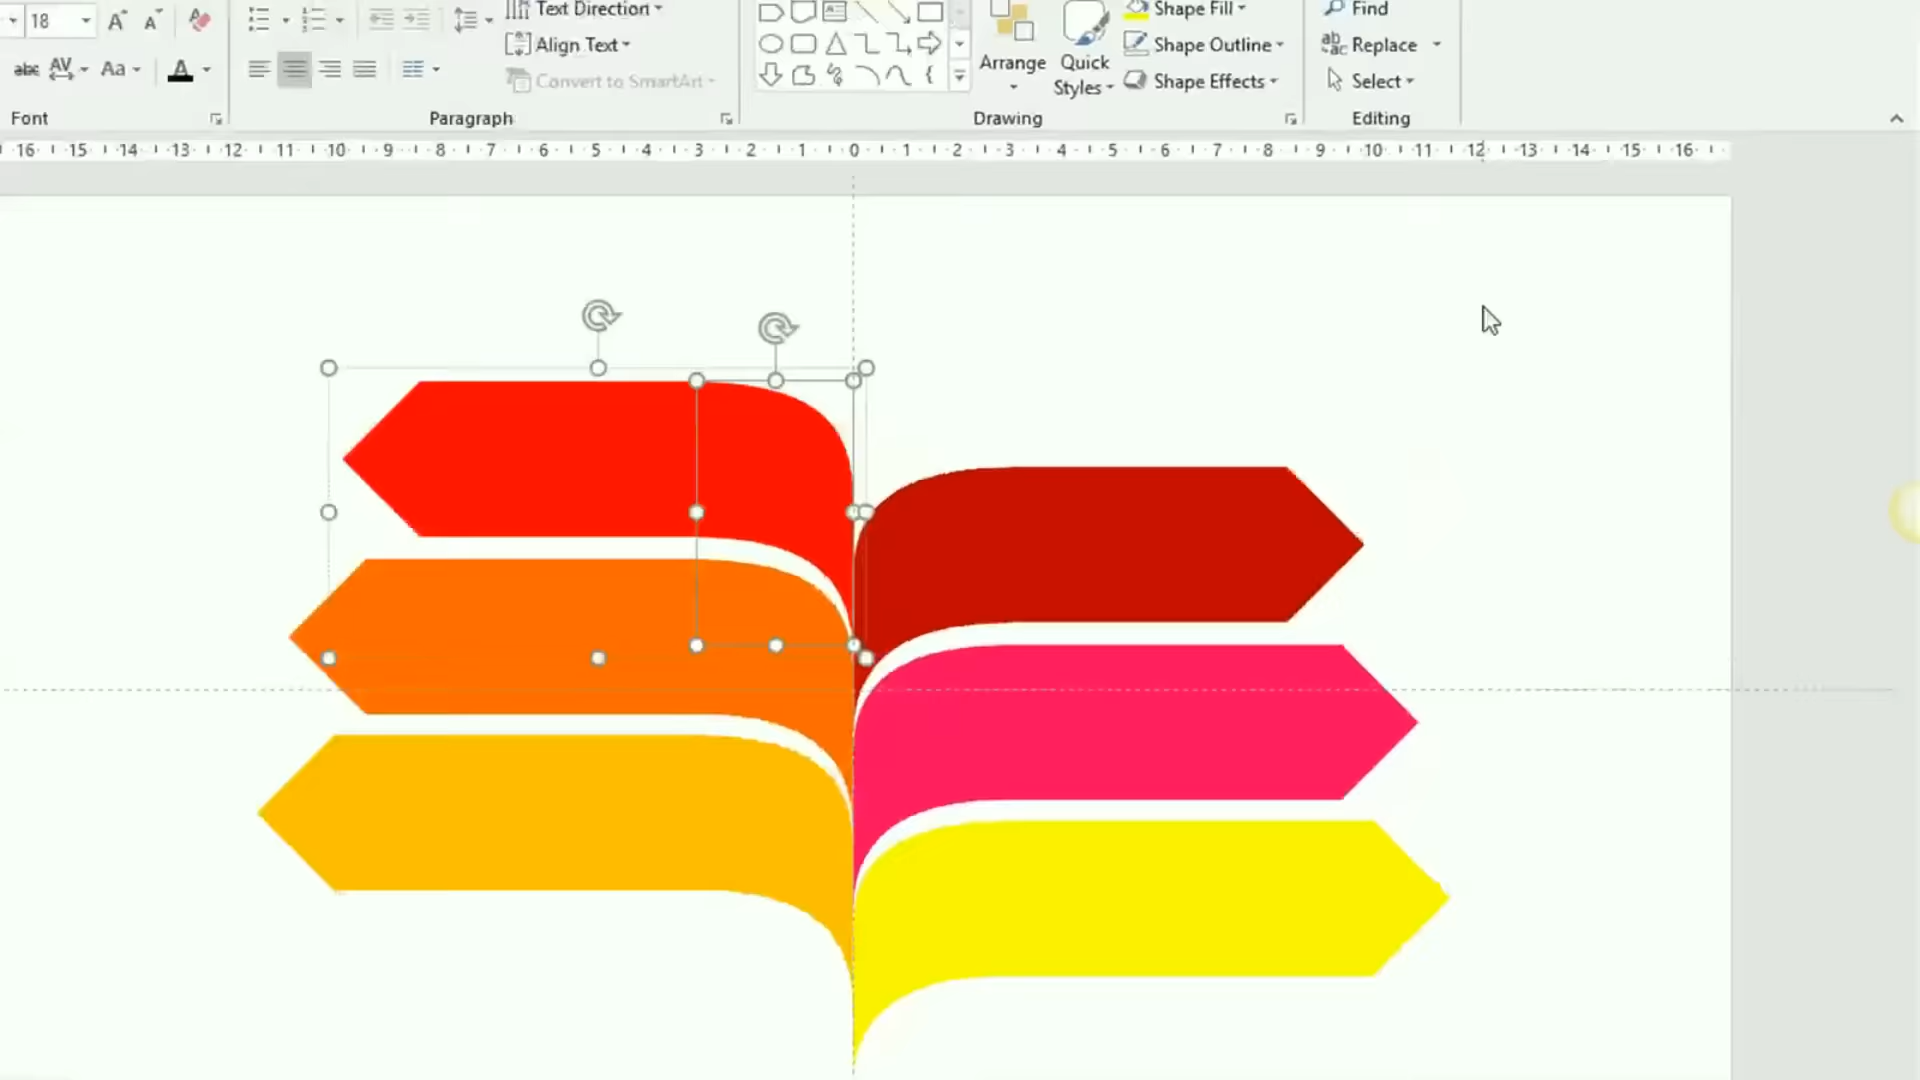 18
Text Direction
Shape Fill
Find
Align Text
Arrange
Quick Styles
Shape Outline
Replace
abc
AV
Aa
A
Convert to SmartArt
Shape Effects
Select
Font
Paragraph
Drawing
Editing
16 15 14 13 12 11 10 9 8 7 6 5 4 3 2 1 0 1 2 3 4 5 6 7 8 9 10 11 12 13 14 15 16